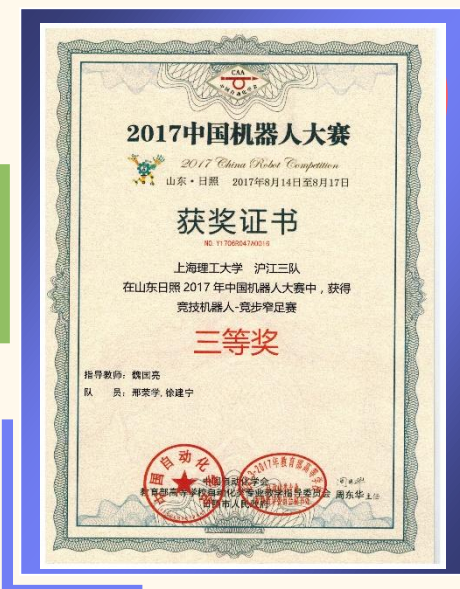 CAA
2017中国机器人大赛
2017 China Robot Competition
山东·日照 2017年8月14日至8月17日
获奖证书
上海理工大学 沪江三队
在山东日照 2017 年中国机器人大赛中，获得
竞技机器人-竞步窄足赛
三等奖
指导教师：魏国亮
队 员：邢荣学,徐建宁
中国自动化学会
教育部高等学校自动化类专业教学指导委员会 周东华 主任
日照市人民政府